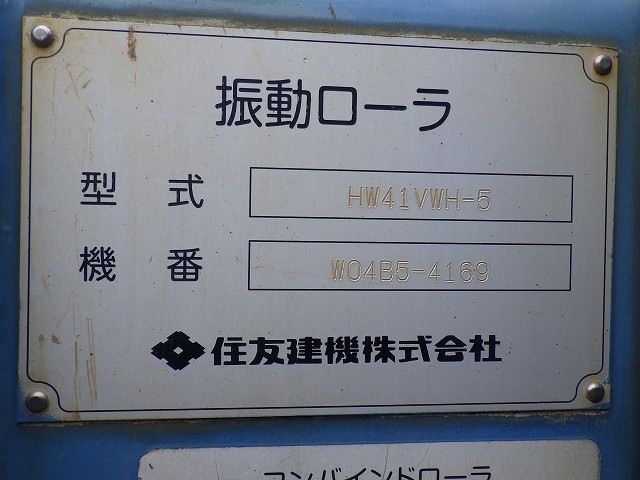 振動ローラ
型式 HW41VWH-5
機番 W04B5-4169
住友建機株式会社
コンバインドローラ